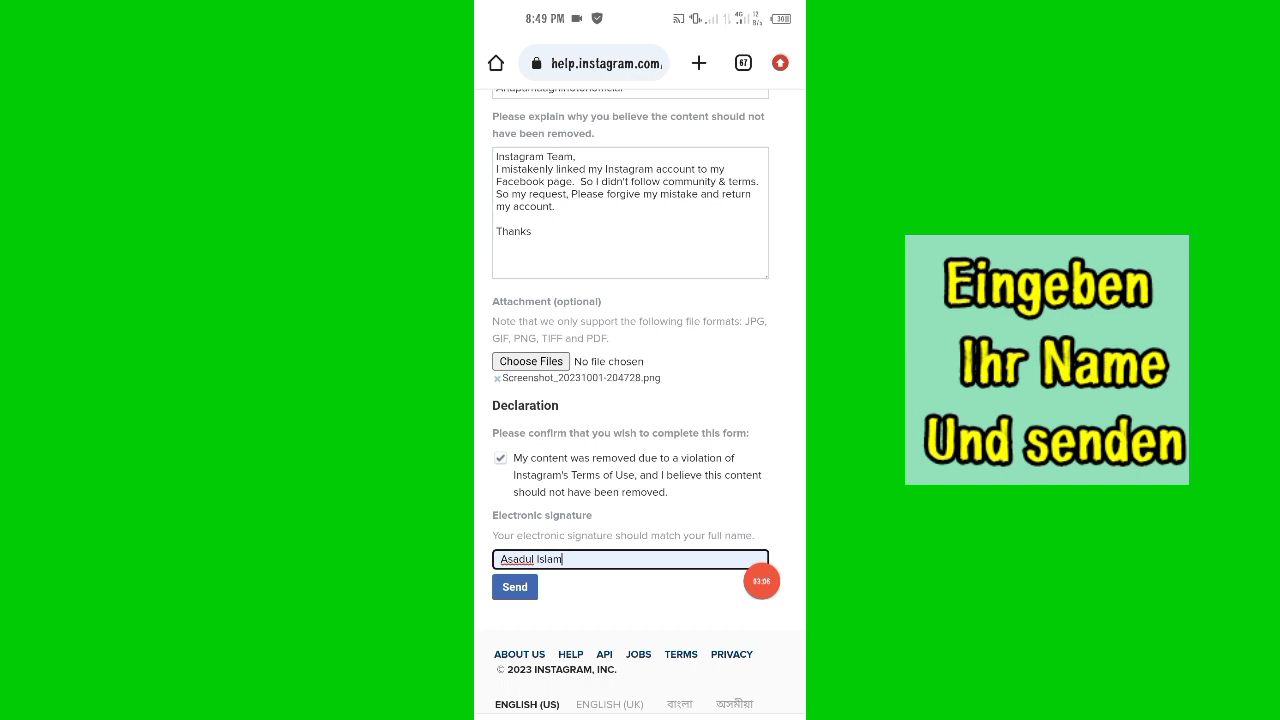 8:49 PM
4G 12 B/s 30
help.instagram.com/
67
Please explain why you believe the content should not
have been removed.
Instagram Team,
I mistakenly linked my Instagram account to my
Facebook page.  So I didn't follow community & terms.
So my request, Please forgive my mistake and return
my account.
Thanks
Attachment (optional)
Note that we only support the following file formats: JPG,
GIF, PNG, TIFF and PDF.
Choose Files No file chosen
Screenshot_20231001-204728.png
Declaration
Please confirm that you wish to complete this form:
My content was removed due to a violation of
Instagram's Terms of Use, and I believe this content
should not have been removed.
Electronic signature
Your electronic signature should match your full name.
Asadul Islam
03:06
Send
ABOUT US HELP API JOBS TERMS PRIVACY
© 2023 INSTAGRAM, INC.
ENGLISH (US) ENGLISH (UK) বাংলা অসমীয়া
Eingeben
Ihr Name
Und senden